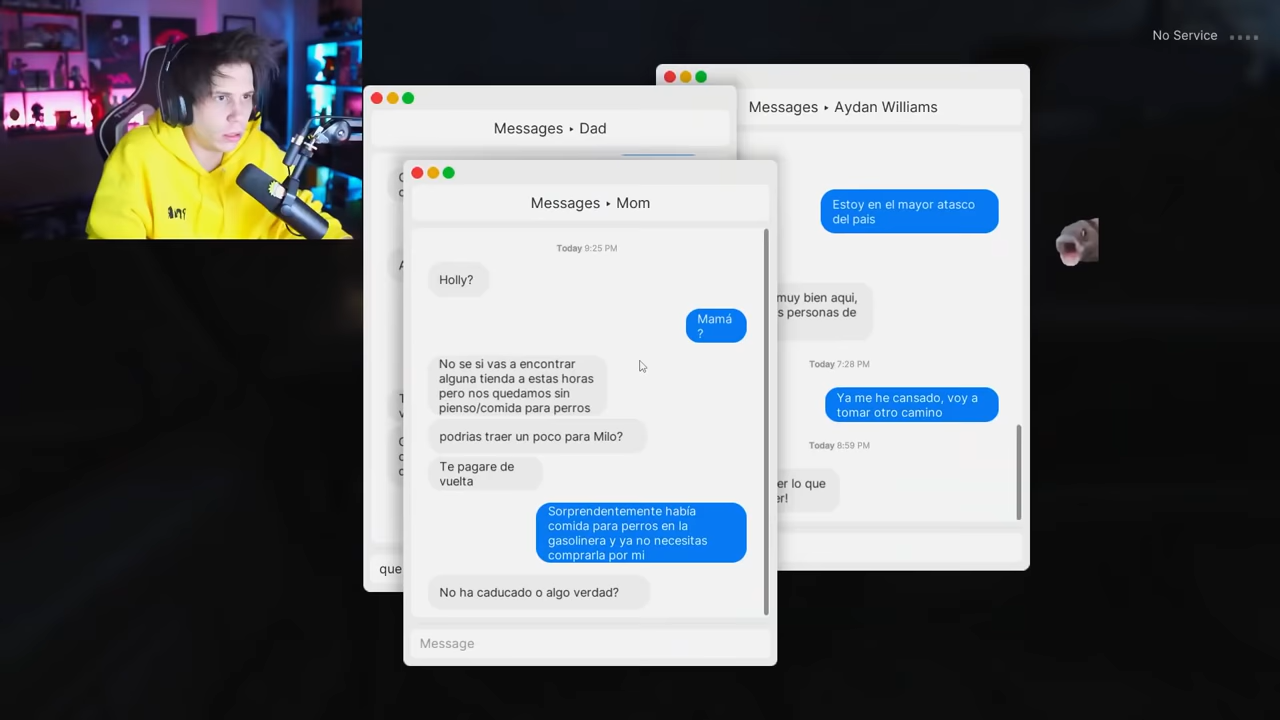 No Service
Messages ‣ Aydan Williams
Estoy en el mayor atasco
del pais
muy bien aqui,
s personas de
Today 7:28 PM
Ya me he cansado, voy a
tomar otro camino
Today 8:59 PM
er lo que
er!
Messages ‣ Dad
que
Messages ‣ Mom
Today 9:25 PM
Holly?
Mamá
?
No se si vas a encontrar
alguna tienda a estas horas
pero nos quedamos sin
pienso/comida para perros
podrias traer un poco para Milo?
Te pagare de
vuelta
Sorprendentemente había
comida para perros en la
gasolinera y ya no necesitas
comprarla por mi
No ha caducado o algo verdad?
Message